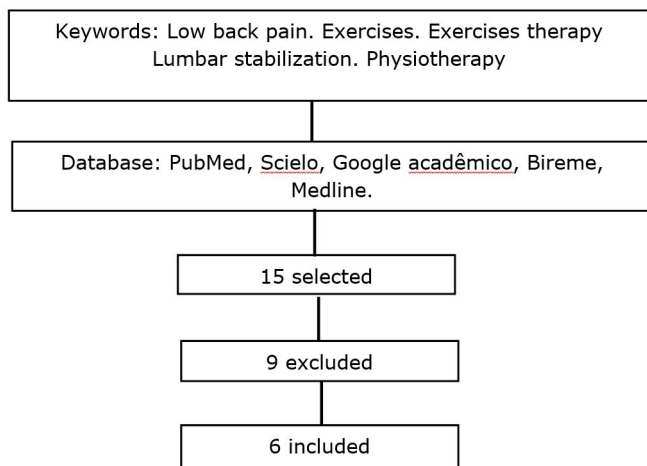 Keywords: Low back pain. Exercises. Exercises therapy
Lumbar stabilization. Physiotherapy
Database: PubMed, Scielo, Google acadêmico, Bireme,
Medline.
15 selected
9 excluded
6 included